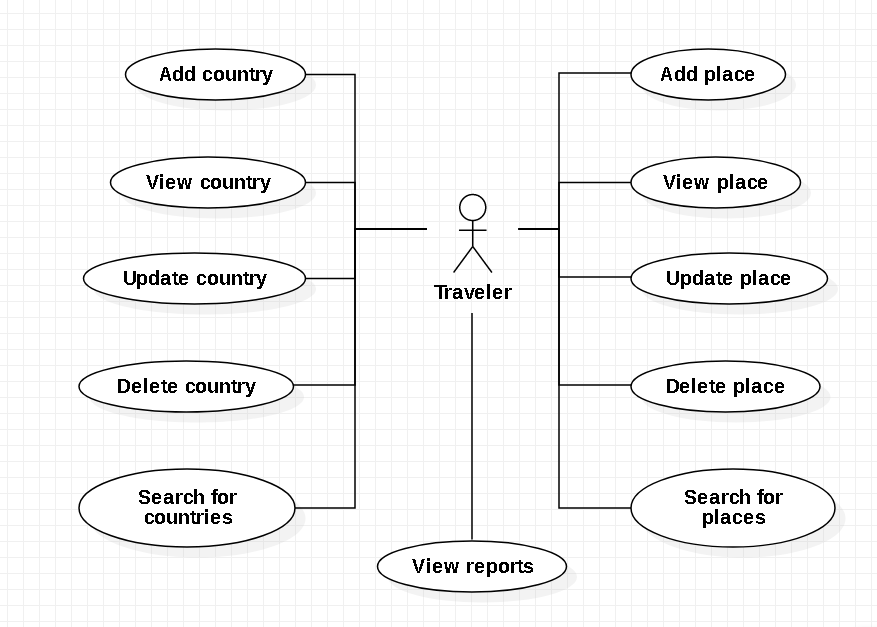 Add country
View country
Update country
Delete country
Search for
countries
Traveler
View reports
Add place
View place
Update place
Delete place
Search for
places